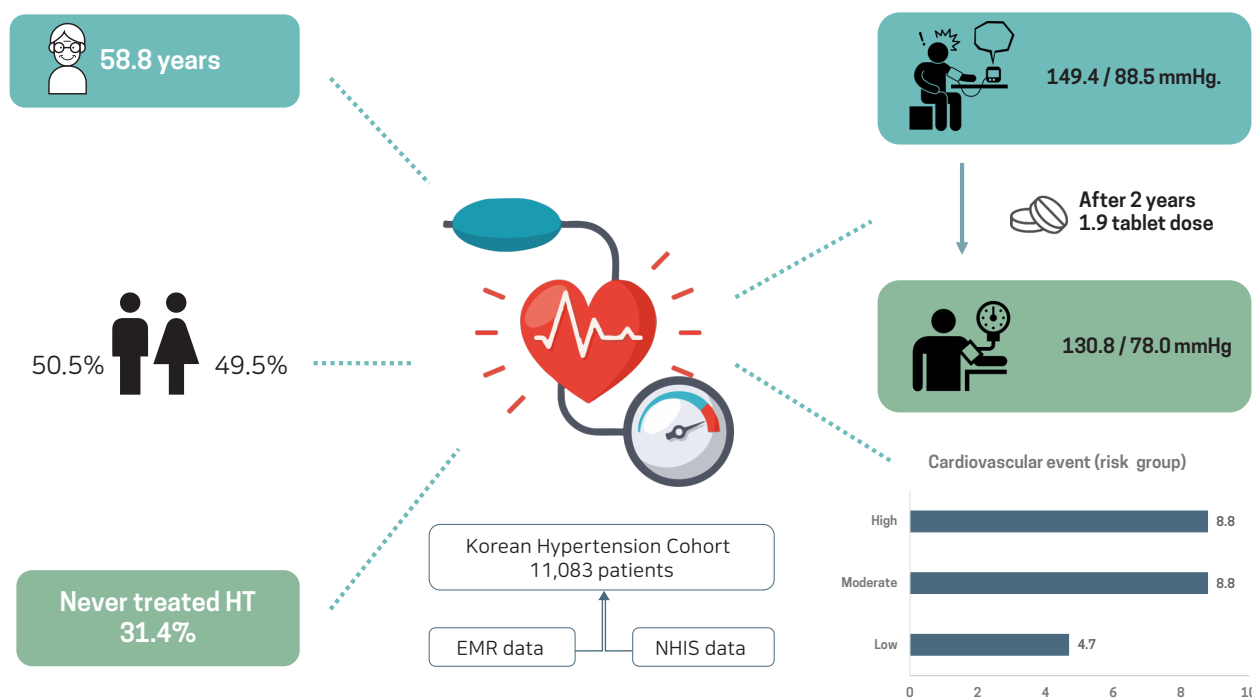 58.8 years
50.5%
49.5%
Never treated HT
31.4%
Korean Hypertension Cohort
11,083 patients
EMR data
NHIS data
!
149.4 / 88.5 mmHg.
After 2 years
1.9 tablet dose
130.8 / 78.0 mmHg
Cardiovascular event (risk group)
High
8.8
Moderate
8.8
Low
4.7
0 2 4 6 8 10